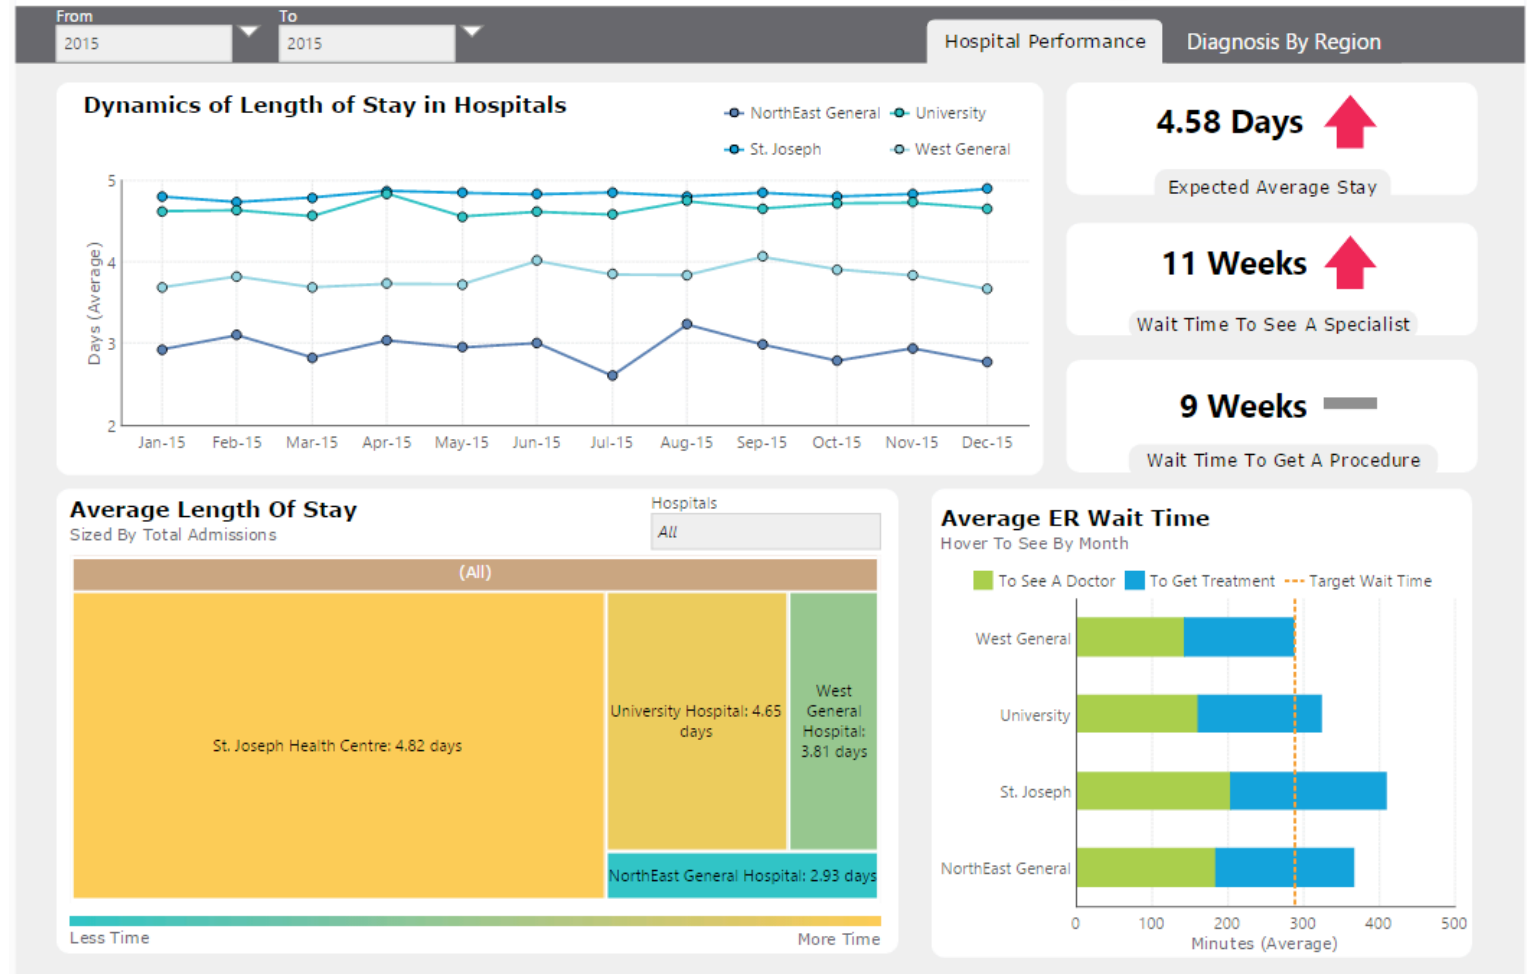 From
To
2015
2015
Hospital Performance
Diagnosis By Region
Dynamics of Length of Stay in Hospitals
NorthEast General
University
St. Joseph
West General
Days (Average)
5
4
3
2
Jan-15 Feb-15 Mar-15 Apr-15 May-15 Jun-15 Jul-15 Aug-15 Sep-15 Oct-15 Nov-15 Dec-15
4.58 Days
Expected Average Stay
11 Weeks
Wait Time To See A Specialist
9 Weeks
Wait Time To Get A Procedure
Average Length Of Stay
Sized By Total Admissions
Hospitals
All
(All)
St. Joseph Health Centre: 4.82 days
University Hospital: 4.65
days
West
General
Hospital:
3.81 days
NorthEast General Hospital: 2.93 days
Less Time
More Time
Average ER Wait Time
Hover To See By Month
To See A Doctor
To Get Treatment
Target Wait Time
West General
University
St. Joseph
NorthEast General
0 100 200 300 400 500
Minutes (Average)